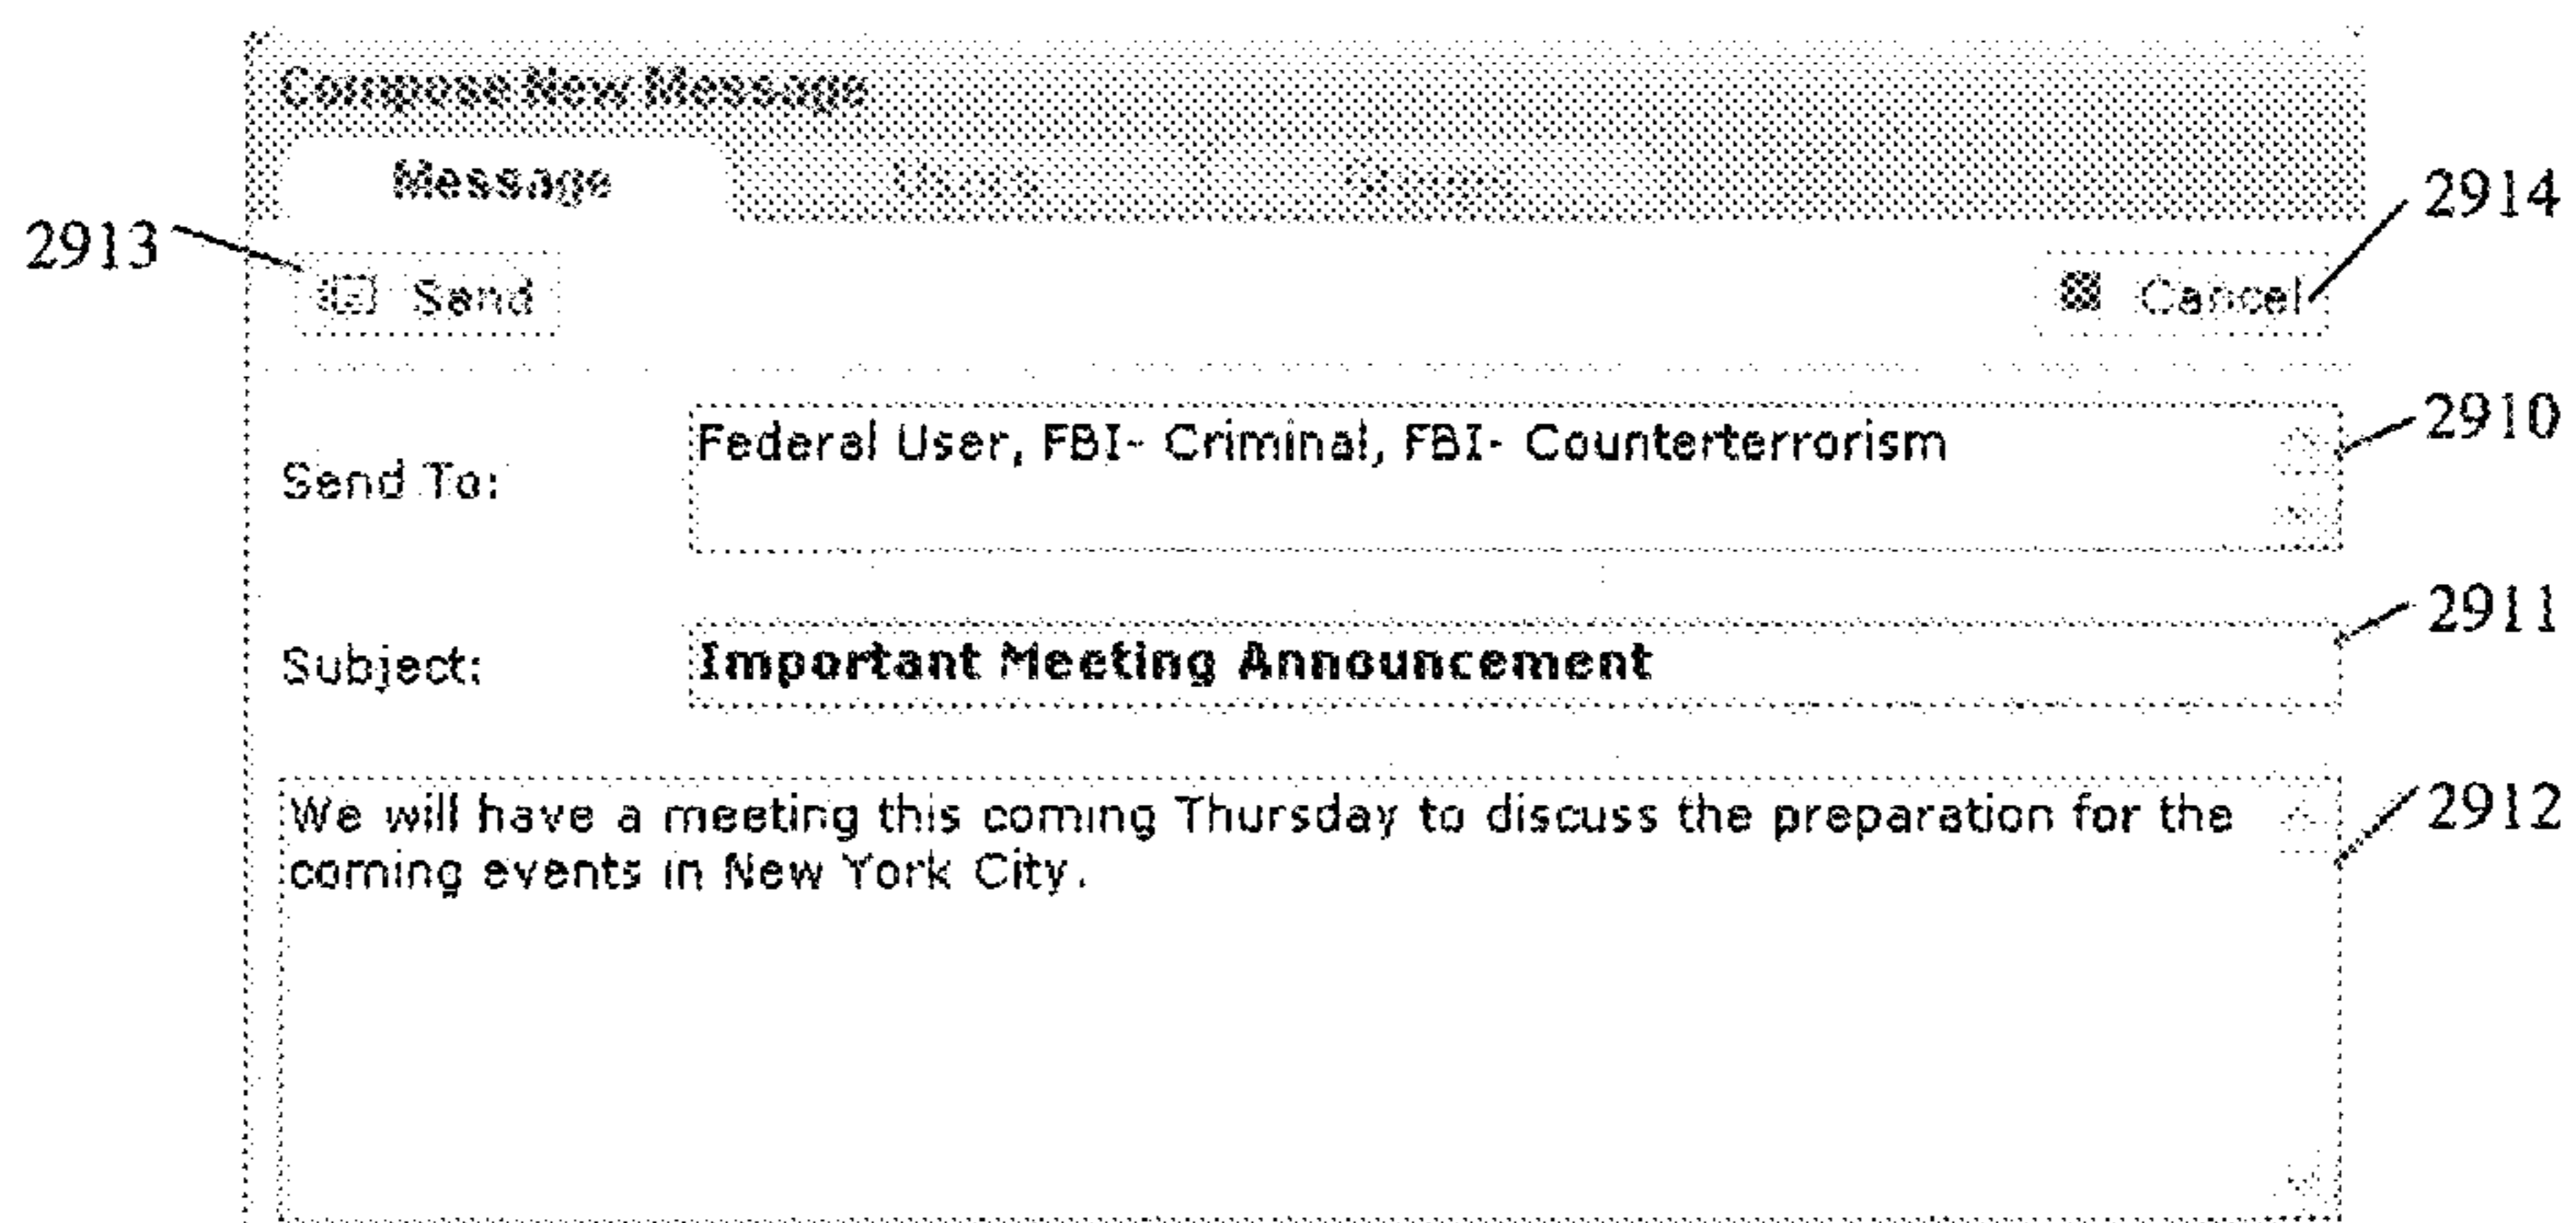 Compose New Message
Message Users Groups
2914
2913
Send Cancel
2910
Federal User, FBI- Criminal, FBI- Counterterrorism
Send To:
2911
Subject: Important Meeting Announcement
2912
We will have a meeting this coming Thursday to discuss the preparation for the
coming events in New York City.